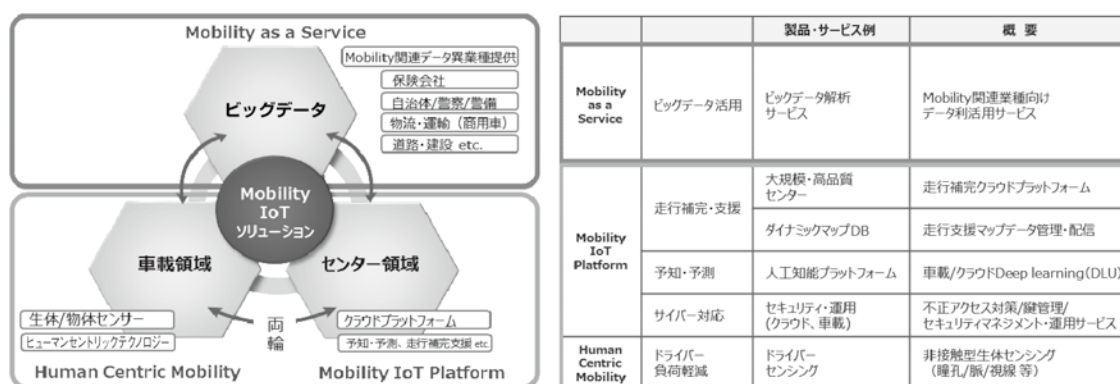 Mobility as a Service
Mobility関連データ異業種提供
保険会社
自治体/警察/警備
物流・運輸（商用車）
道路・建設 etc.
ビッグデータ
Mobility
IoT
ソリューション
車載領域
センター領域
生体/物体センサー
ヒューマンセントリックテクノロジー
両
輪
クラウドプラットフォーム
予知・予測、走行補完支援 etc.
Human Centric Mobility
Mobility IoT Platform
製品・サービス例
概 要
Mobility
as a
Service
ビッグデータ活用
ビックデータ解析
サービス
Mobility関連業種向け
データ利活用サービス
Mobility
IoT
Platform
走行補完・支援
大規模・高品質
センター
走行補完クラウドプラットフォーム
ダイナミックマップDB
走行支援マップデータ管理・配信
予知・予測
人工知能プラットフォーム
車載/クラウドDeep learning(DLU)
サイバー対応
セキュリティ・運用
(クラウド、車載)
不正アクセス対策/鍵管理/
セキュリティマネジメント・運用サービス
Human
Centric
Mobility
ドライバー
負荷軽減
ドライバー
センシング
非接触型生体センシング
（瞳孔/脈/視線 等）